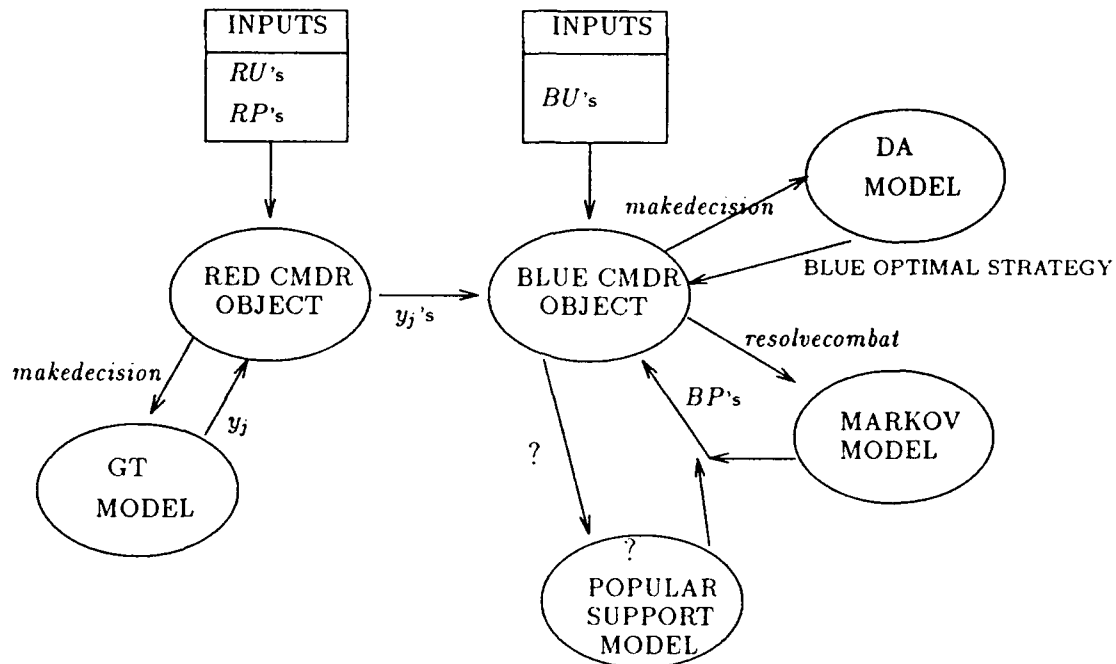 INPUTS
RU's
RP's
INPUTS
BU's
DA
MODEL
makedecision
BLUE OPTIMAL STRATEGY
RED CMDR
OBJECT
y_j's
BLUE CMDR
OBJECT
resolvecombat
makedecision
y_j
BP's
MARKOV
MODEL
GT
MODEL
?
?
POPULAR
SUPPORT
MODEL